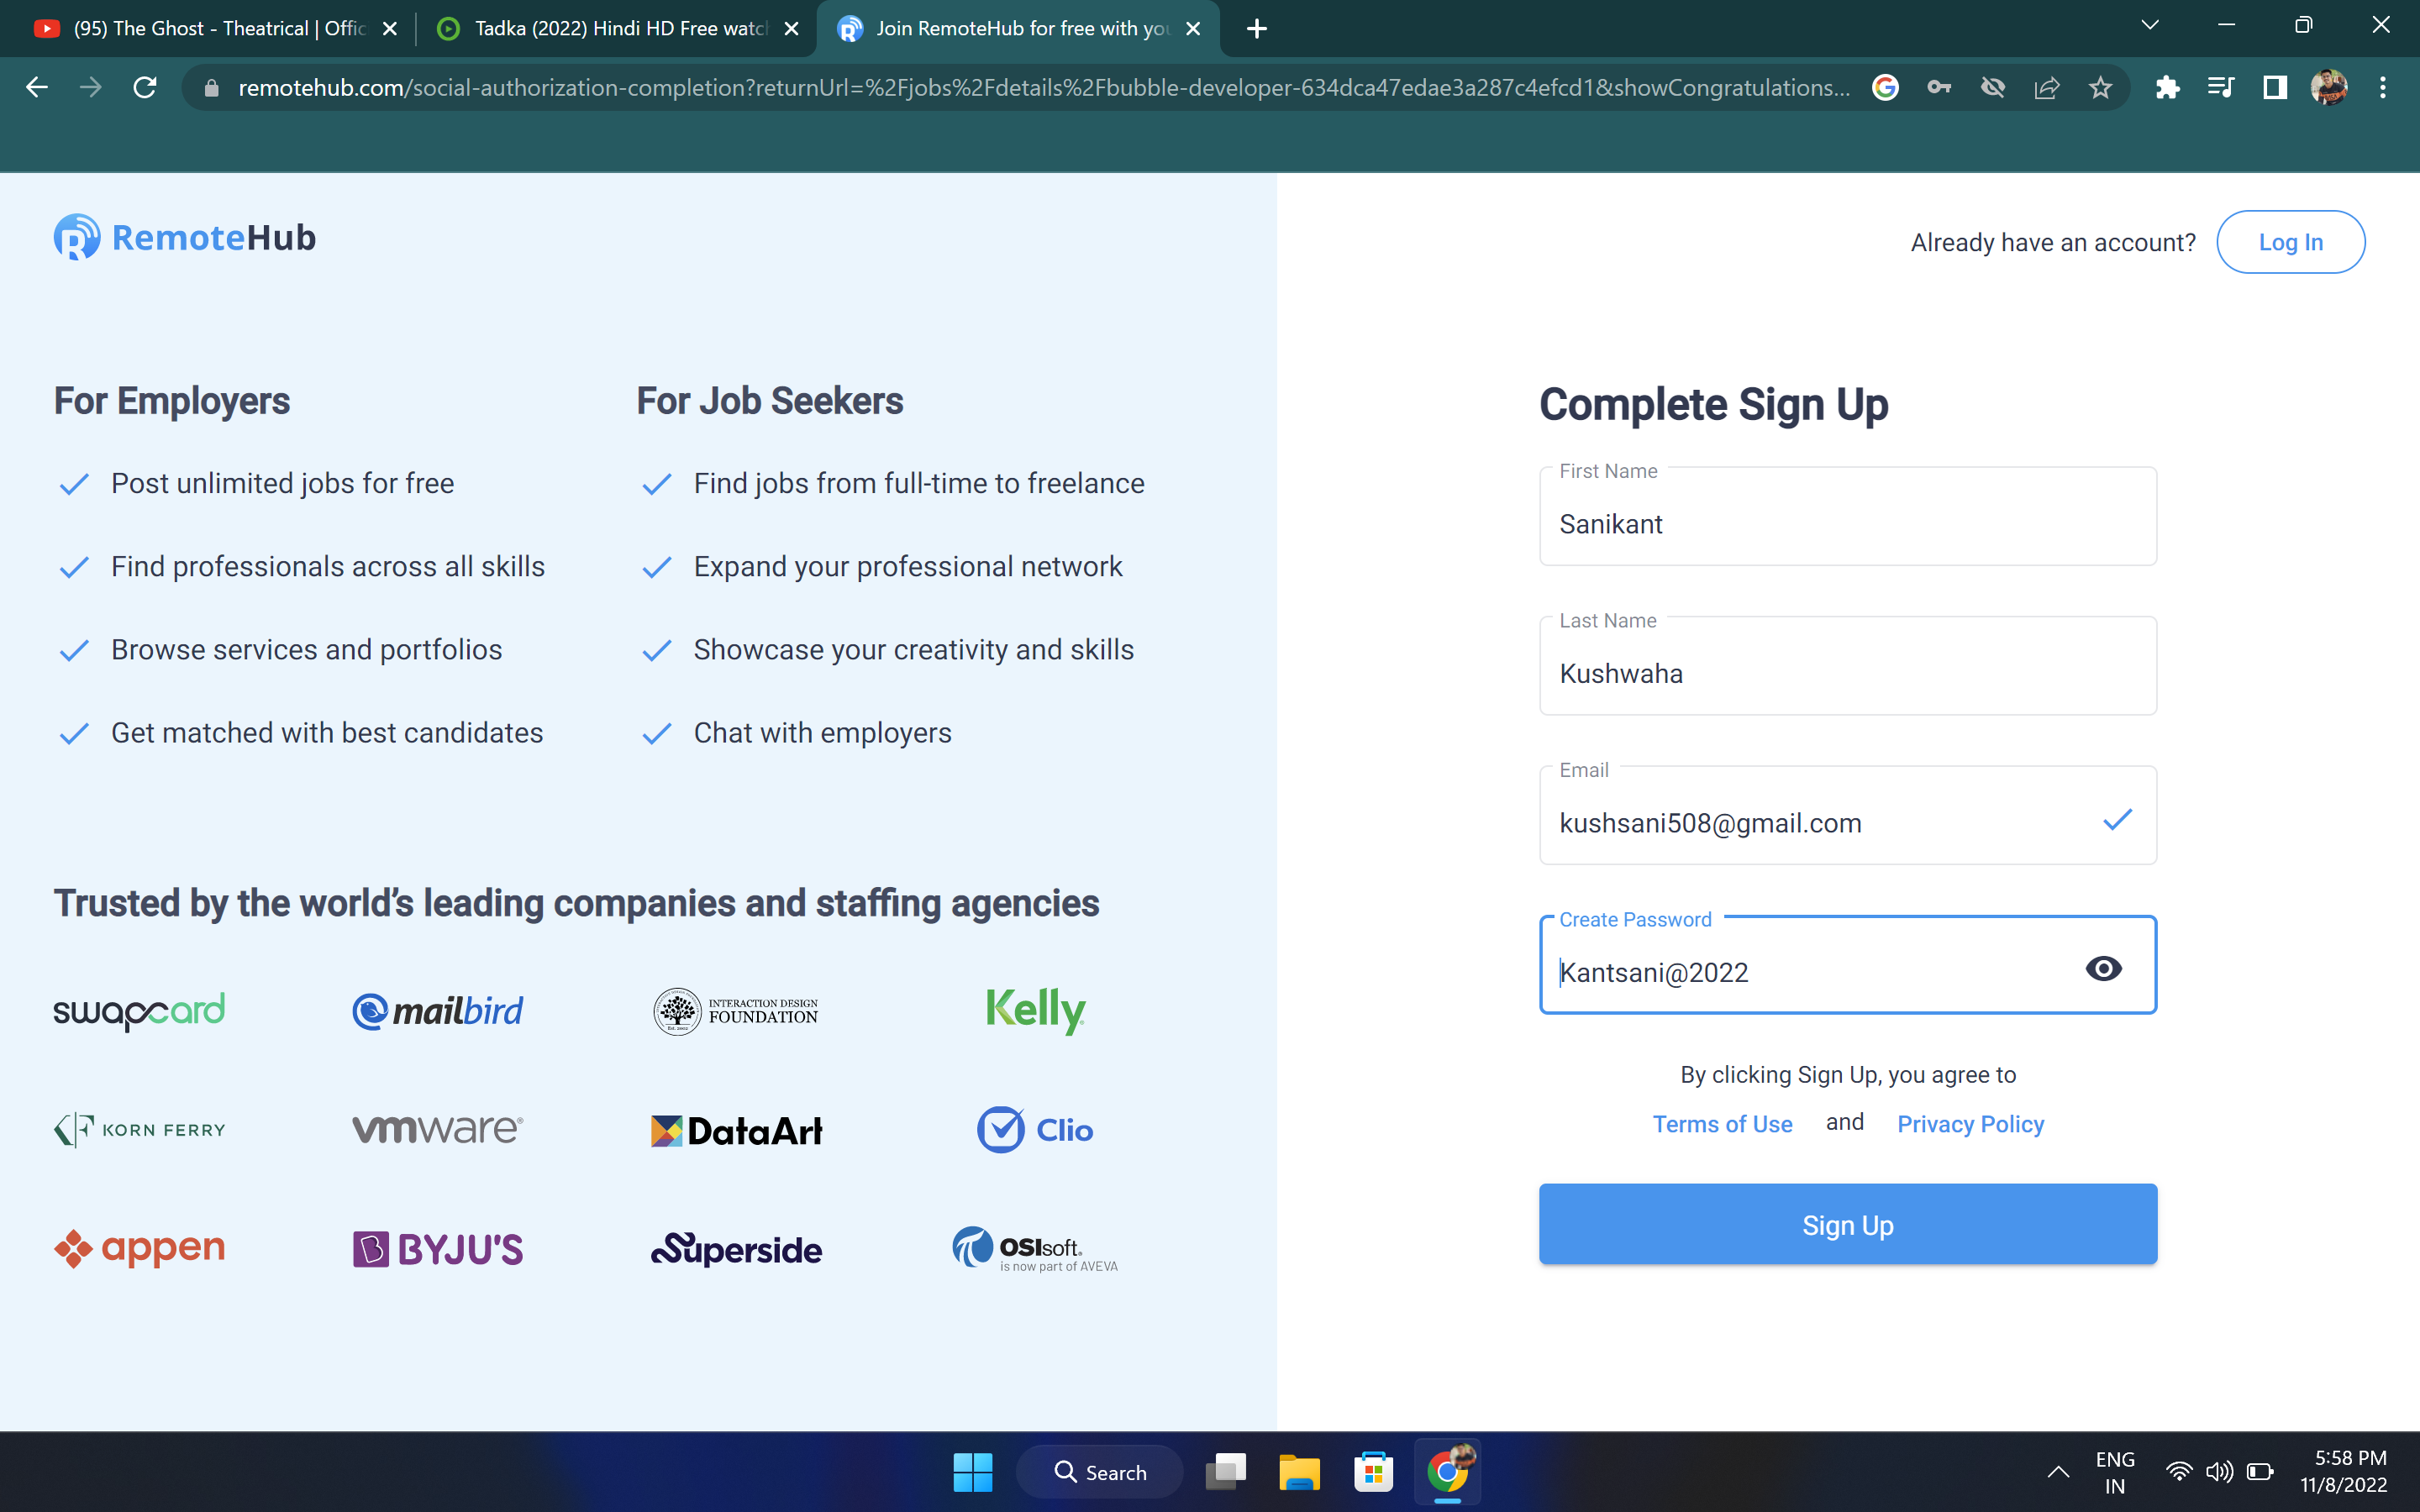 (95) The Ghost - Theatrical | Offic
Tadka (2022) Hindi HD Free watch
Join RemoteHub for free with you
remotehub.com/social-authorization-completion?returnUrl=%2Fjobs%2Fdetails%2Fbubble-developer-634dca47edae3a287c4efcd1&showCongratulations...
RemoteHub
Already have an account?
Log In
For Employers
Post unlimited jobs for free
Find professionals across all skills
Browse services and portfolios
Get matched with best candidates
For Job Seekers
Find jobs from full-time to freelance
Expand your professional network
Showcase your creativity and skills
Chat with employers
Trusted by the world’s leading companies and staffing agencies
swapcard
mailbird
INTERACTION DESIGN
FOUNDATION
Est. 2002
Kelly
KORN FERRY
vmware®
DataArt
Clio
appen
BYJU'S
Superside
OSIsoft.
is now part of AVEVA
Complete Sign Up
First Name
Sanikant
Last Name
Kushwaha
Email
kushsani508@gmail.com
Create Password
Kantsani@2022
By clicking Sign Up, you agree to
Terms of Use and Privacy Policy
Sign Up
Search
ENG
IN
5:58 PM
11/8/2022